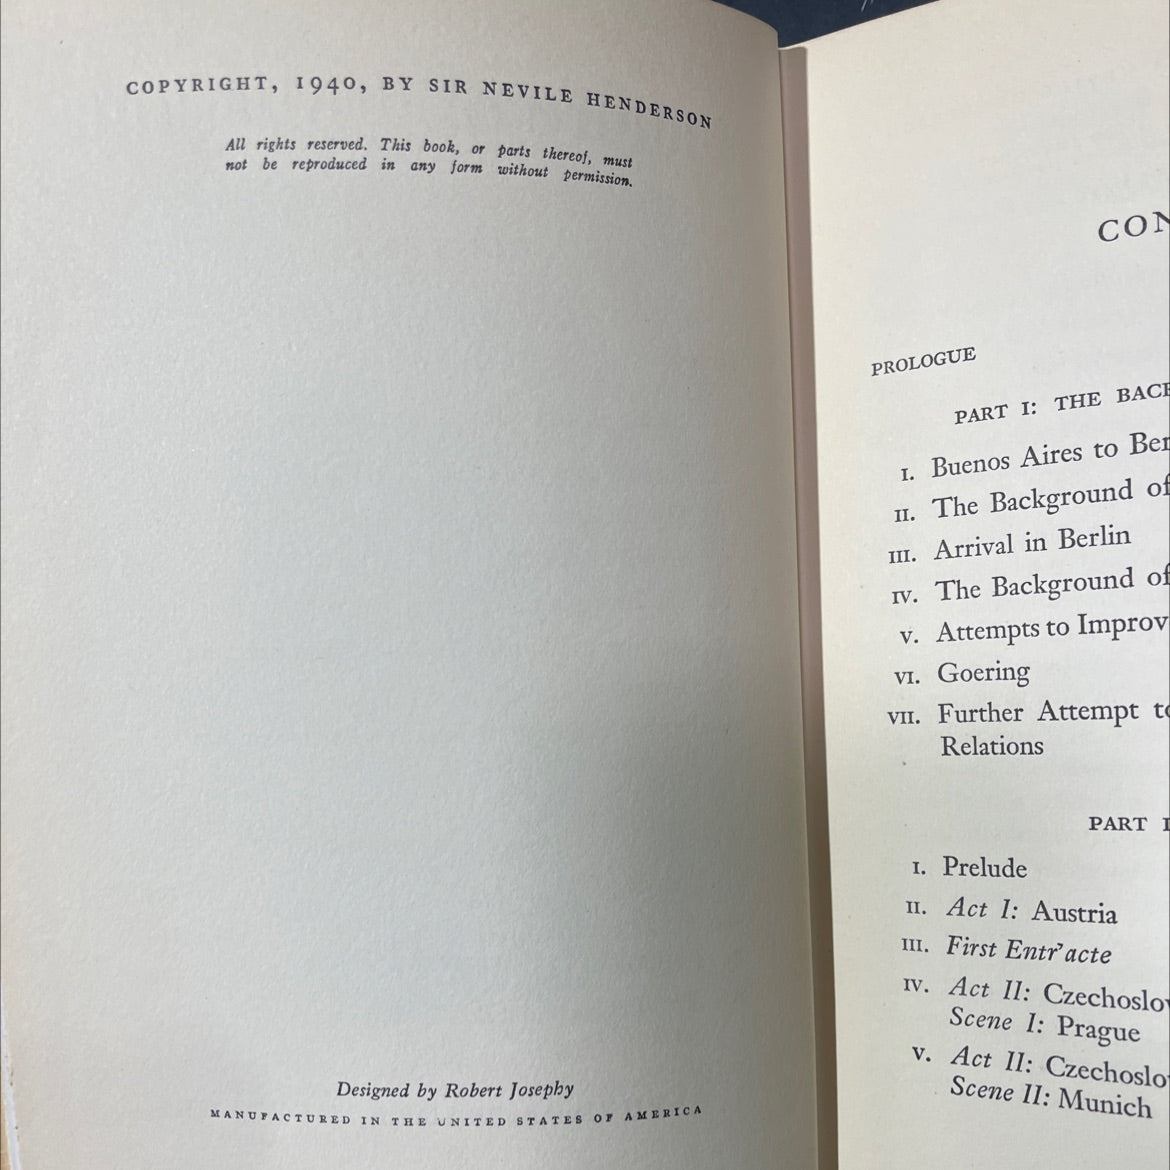 COPYRIGHT, 1940, BY SIR NEVILE HENDERSON
All rights reserved. This book, or parts thereof, must
not be reproduced in any form without permission.
Designed by Robert Josephy
MANUFACTURED IN THE UNITED STATES OF AMERICA
CON
PROLOGUE
PART I: THE BACK
I. Buenos Aires to Ber
II. The Background of
III. Arrival in Berlin
IV. The Background of
V. Attempts to Improv
VI. Goering
VII. Further Attempt to
Relations
PART I
I. Prelude
II. Act I: Austria
III. First Entr'acte
IV. Act II: Czechoslov
Scene I: Prague
V. Act II: Czechoslo
Scene II: Munich